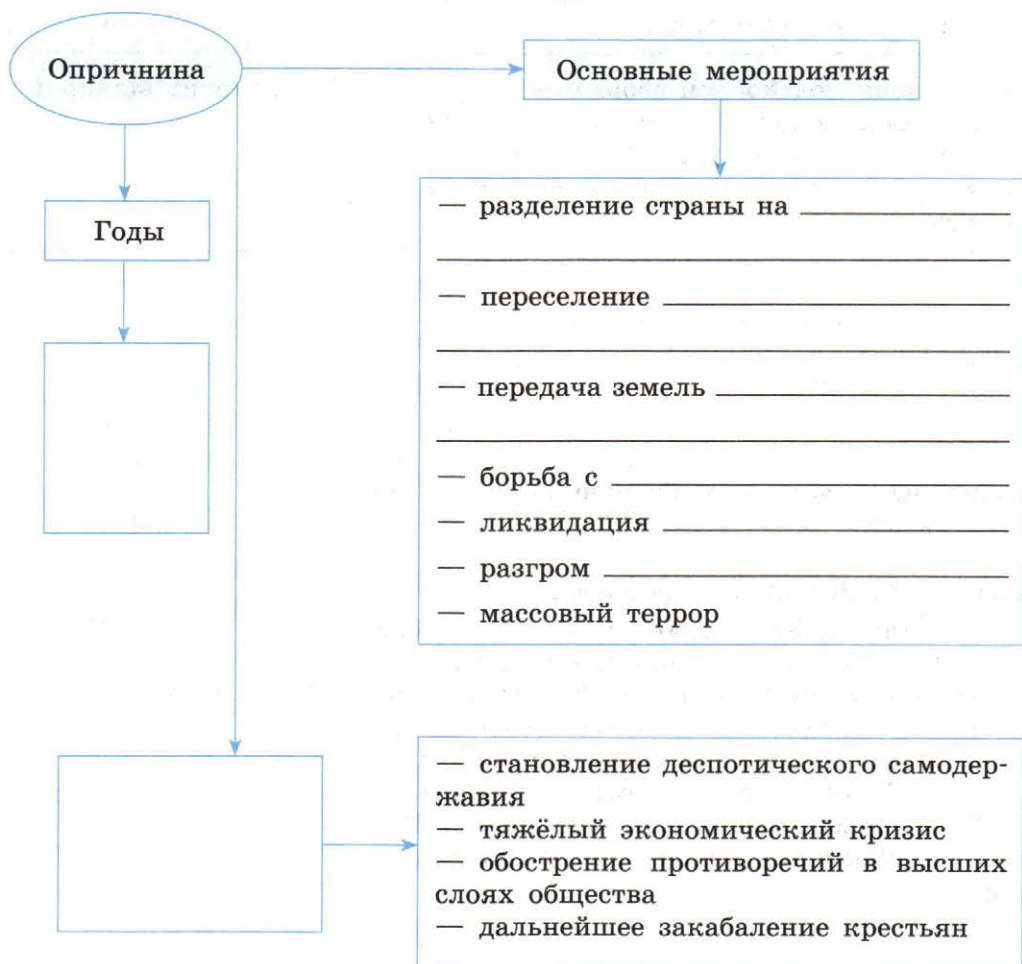 Опричнина
Основные мероприятия
Годы
— разделение страны на
— переселение
— передача земель
— борьба с
— ликвидация
— разгром
— массовый террор
— становление деспотического самодер-
жавия
— тяжёлый экономический кризис
— обострение противоречий в высших
слоях общества
— дальнейшее закабаление крестьян